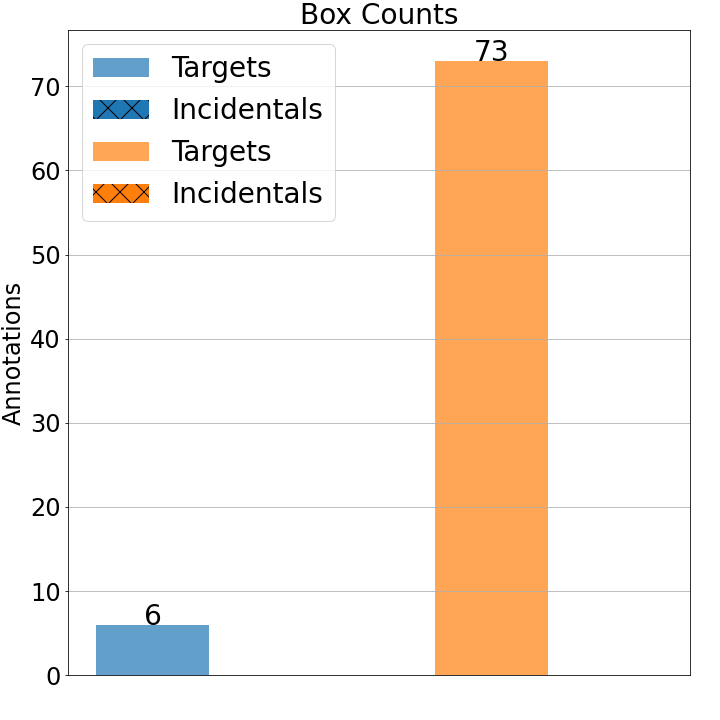 Box Counts
73
Targets
Incidentals
Targets
Incidentals
70
60
50
40
30
20
10
0
Annotations
6